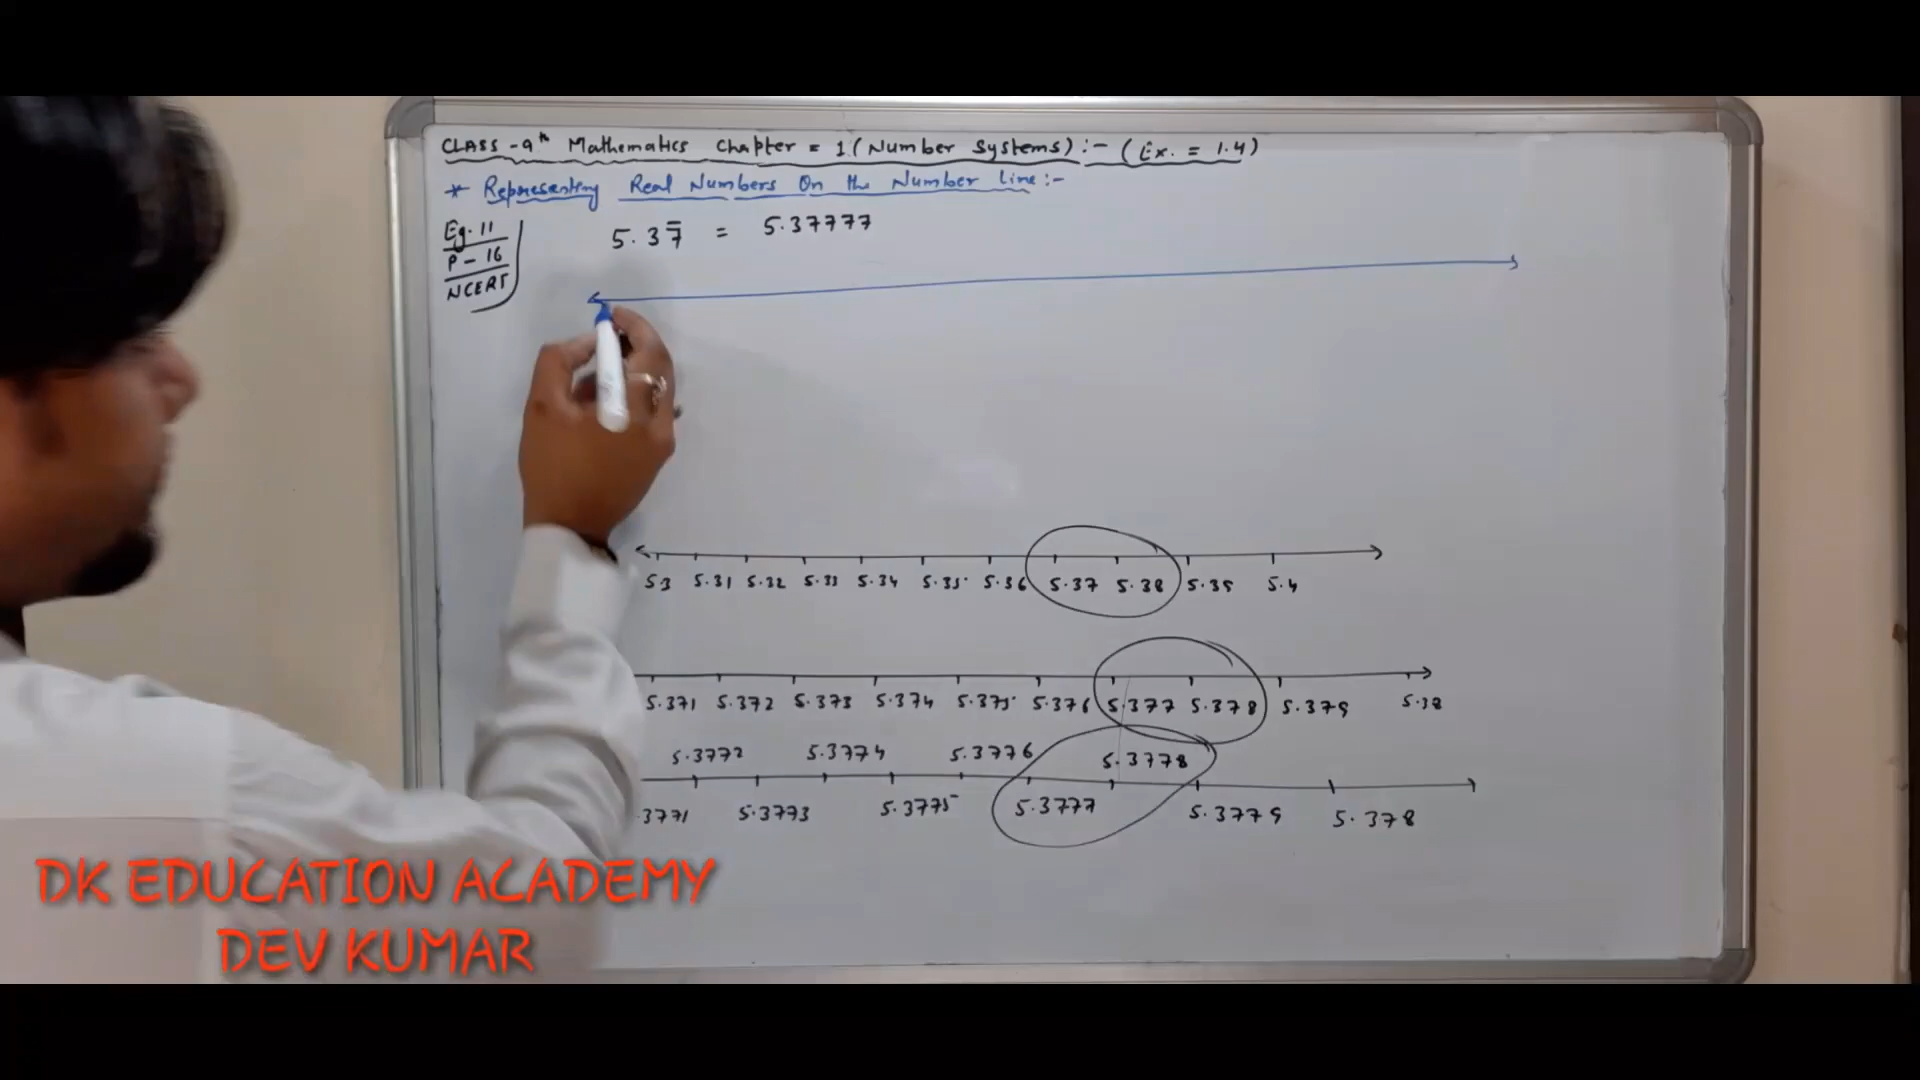 CLASS - 9th Mathematics Chapter = 1 (Number Systems) :- (Ex. = 1.4)
* Representing Real Numbers On the Number Line :-
Eg. 11
P - 16
NCERT
5.37̅ = 5.37777
5.3 5.31 5.32 5.33 5.34 5.35 5.36 5.37 5.38 5.39 5.4
5.371 5.372 5.373 5.374 5.375 5.376 5.377 5.378 5.379 5.38
5.3772 5.3774 5.3776 5.3778
.3771 5.3773 5.3775 5.3777 5.3779 5.378
DK EDUCATION ACADEMY
DEV KUMAR